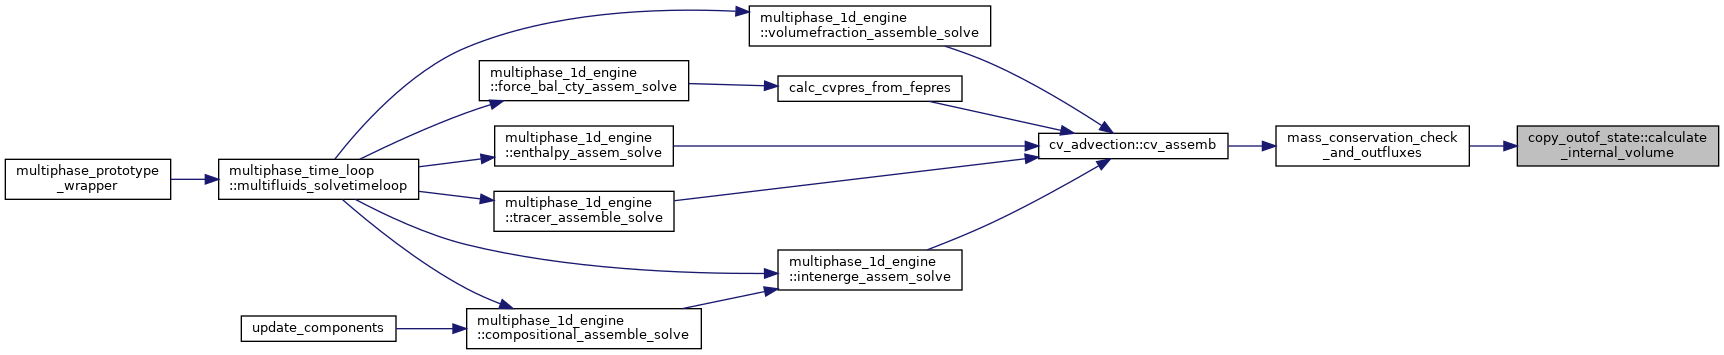 multiphase_1d_engine
::volumefraction_assemble_solve
multiphase_1d_engine
::force_bal_cty_assem_solve
calc_cvpres_from_fepres
multiphase_1d_engine
::enthalpy_assem_solve
cv_advection::cv_assemb
mass_conservation_check
_and_outfluxes
copy_outof_state::calculate
_internal_volume
multiphase_prototype
_wrapper
multiphase_time_loop
::multifluids_solvetimeloop
multiphase_1d_engine
::tracer_assemble_solve
multiphase_1d_engine
::intenerge_assem_solve
update_components
multiphase_1d_engine
::compositional_assemble_solve